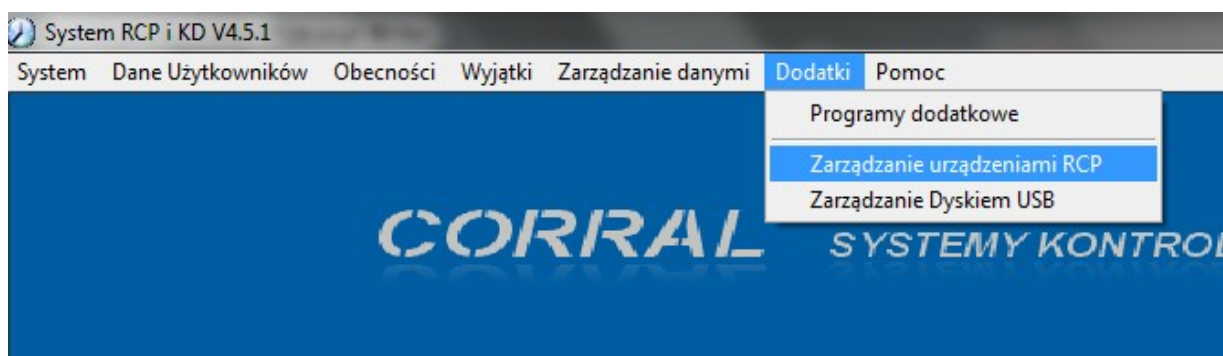 System RCP i KD V4.5.1
System Dane Użytkowników Obecności Wyjątki Zarządzanie danymi Dodatki Pomoc
Programy dodatkowe
Zarządzanie urządzeniami RCP
Zarządzanie Dyskiem USB
CORRAL SYSTEMY KONTROL